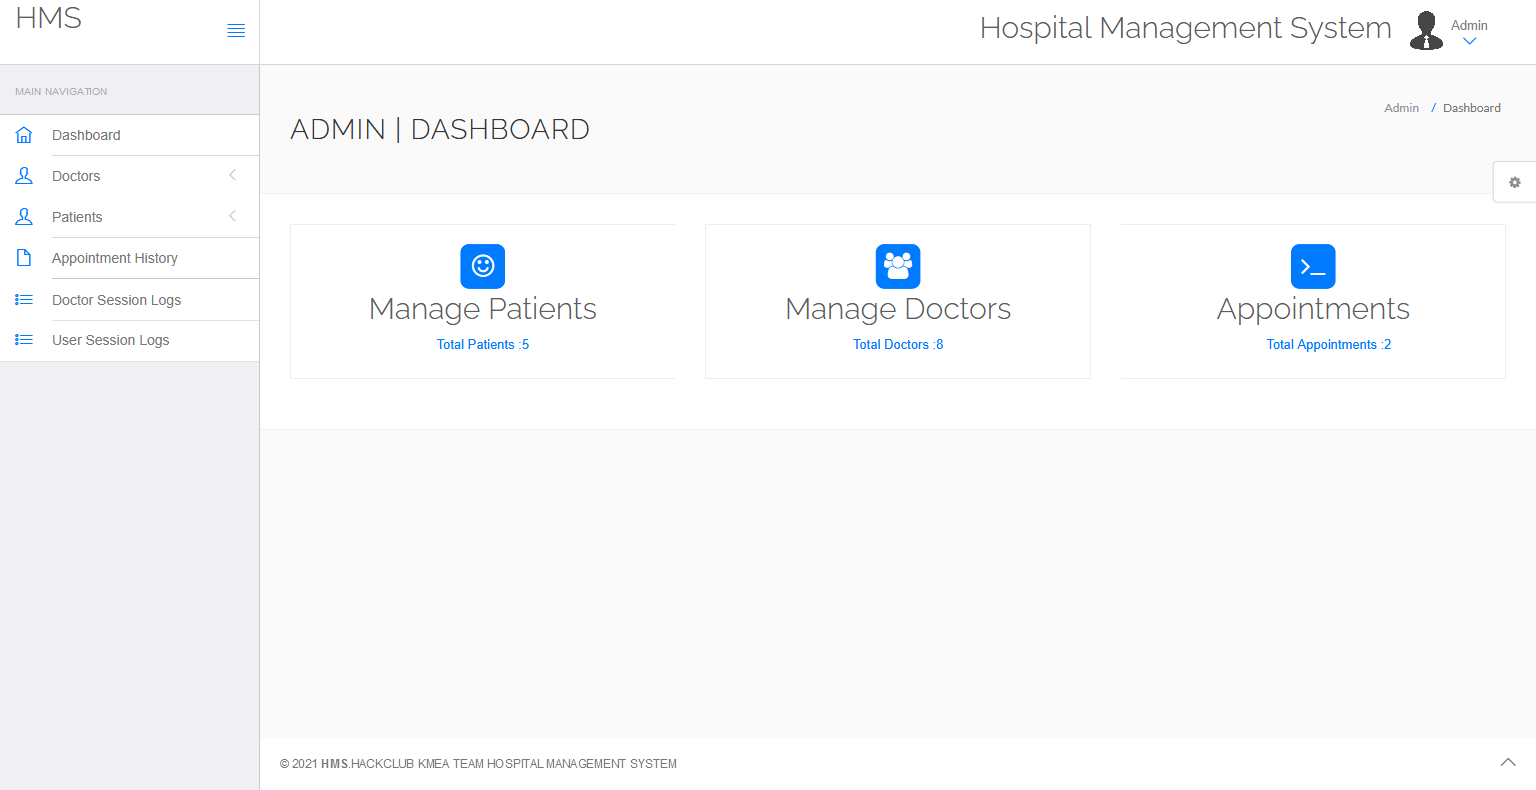 HMS
Hospital Management System
Admin
MAIN NAVIGATION
Dashboard
Doctors
Patients
Appointment History
Doctor Session Logs
User Session Logs
ADMIN | DASHBOARD
Admin / Dashboard
Manage Patients
Total Patients :5
Manage Doctors
Total Doctors :8
Appointments
Total Appointments :2
© 2021 HMS.HACKCLUB KMEA TEAM HOSPITAL MANAGEMENT SYSTEM